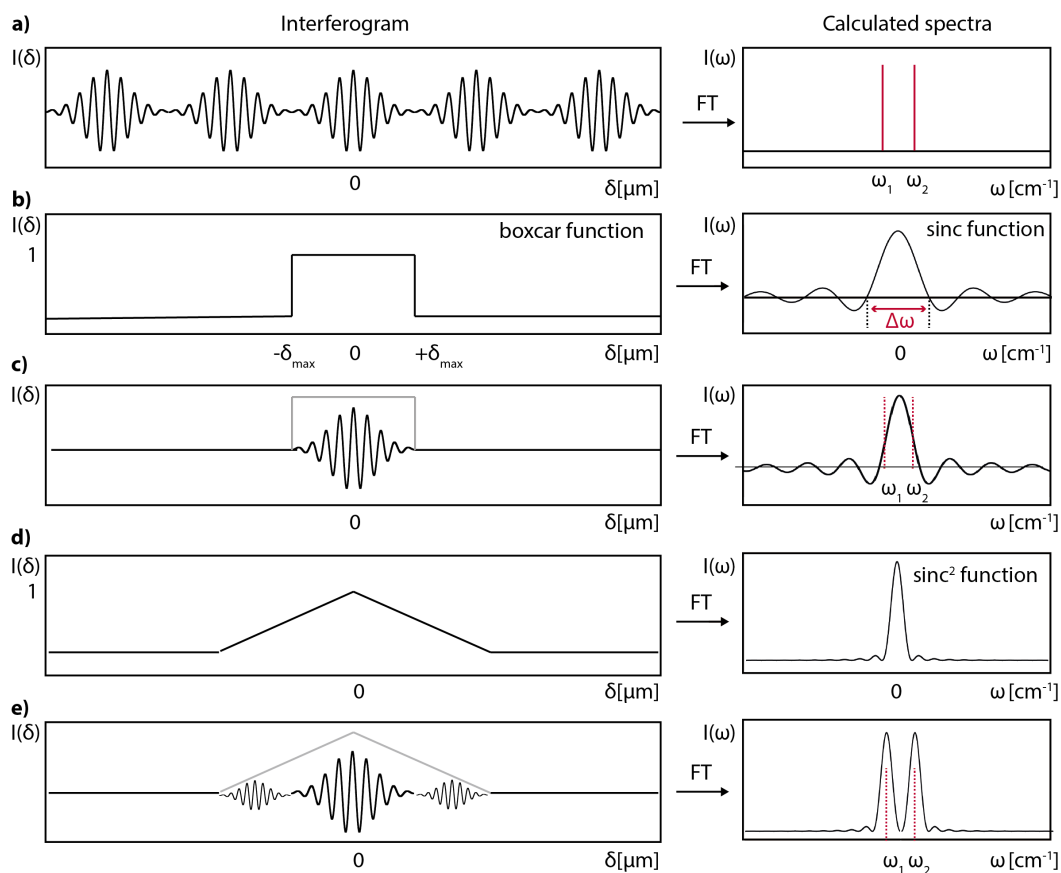 a) Interferogram Calculated spectra
I(δ) I(ω)
FT
0 δ[μm] ω₁ ω₂ ω [cm⁻¹]
b)
I(δ) boxcar function I(ω) sinc function
1 FT
Δω
-δmax 0 +δmax δ[μm] 0 ω [cm⁻¹]
c)
I(δ) I(ω)
FT
ω₁ ω₂
0 δ[μm] ω [cm⁻¹]
d)
I(δ) I(ω) sinc² function
1 FT
0 δ[μm] 0 ω [cm⁻¹]
e)
I(δ) I(ω)
FT
0 δ[μm] ω₁ ω₂ ω [cm⁻¹]